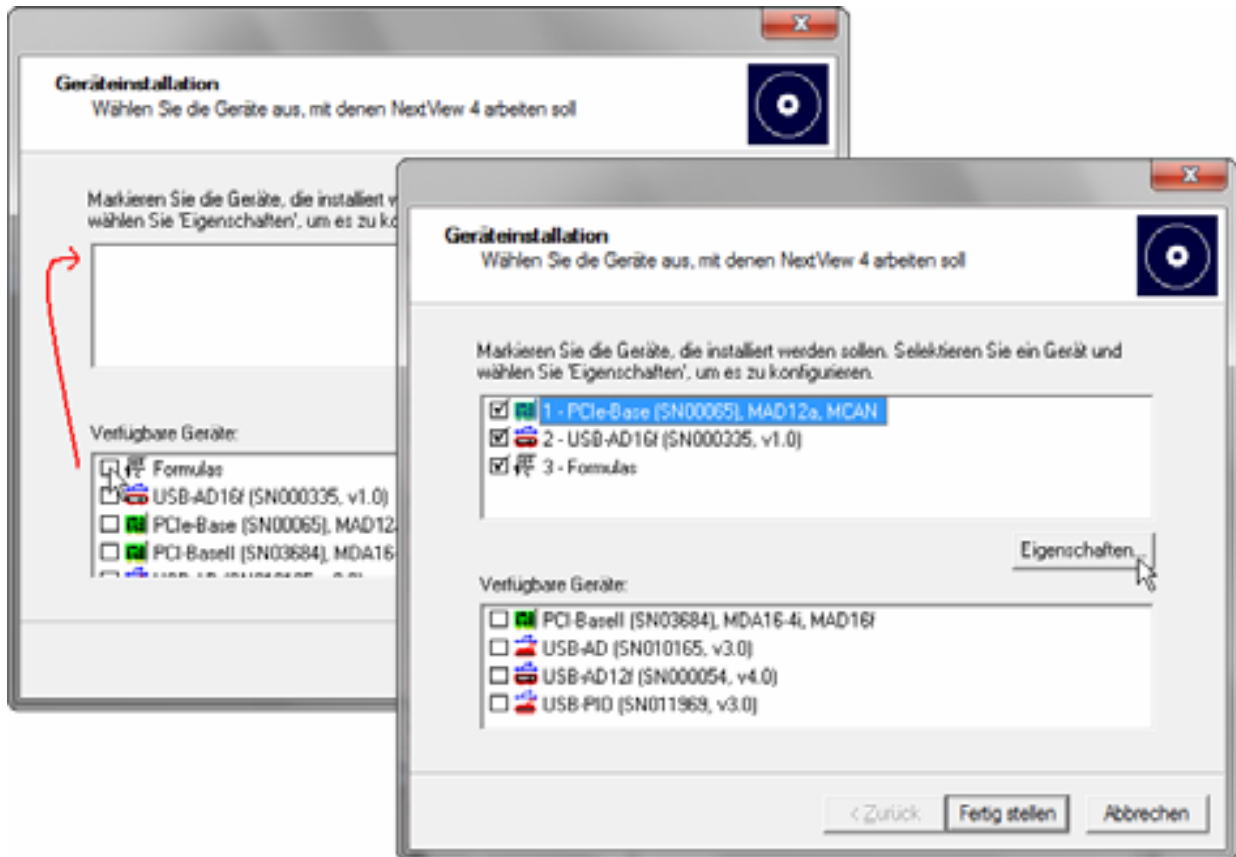 Geräteinstallation
Wählen Sie die Geräte aus, mit denen NextView 4 arbeiten soll
Markieren Sie die Geräte, die installiert w
wählen Sie 'Eigenschaften', um es zu ko
Verfügbare Geräte:
Formulas
USB-AD16f (SN000335, v1.0)
PCIe-Base (SN00065), MAD12
PCI-BaseII (SN03684), MDA16-
Geräteinstallation
Wählen Sie die Geräte aus, mit denen NextView 4 arbeiten soll
Markieren Sie die Geräte, die installiert werden sollen. Selektieren Sie ein Gerät und
wählen Sie 'Eigenschaften', um es zu konfigurieren.
1 - PCIe-Base (SN00065), MAD12a, MCAN
2 - USB-AD16f (SN000335, v1.0)
3 - Formulas
Eigenschaften...
Verfügbare Geräte:
PCI-BaseII (SN03684), MDA16-4i, MAD16f
USB-AD (SN010165, v3.0)
USB-AD12f (SN000054, v4.0)
USB-PIO (SN011969, v3.0)
< Zurück
Fertig stellen
Abbrechen